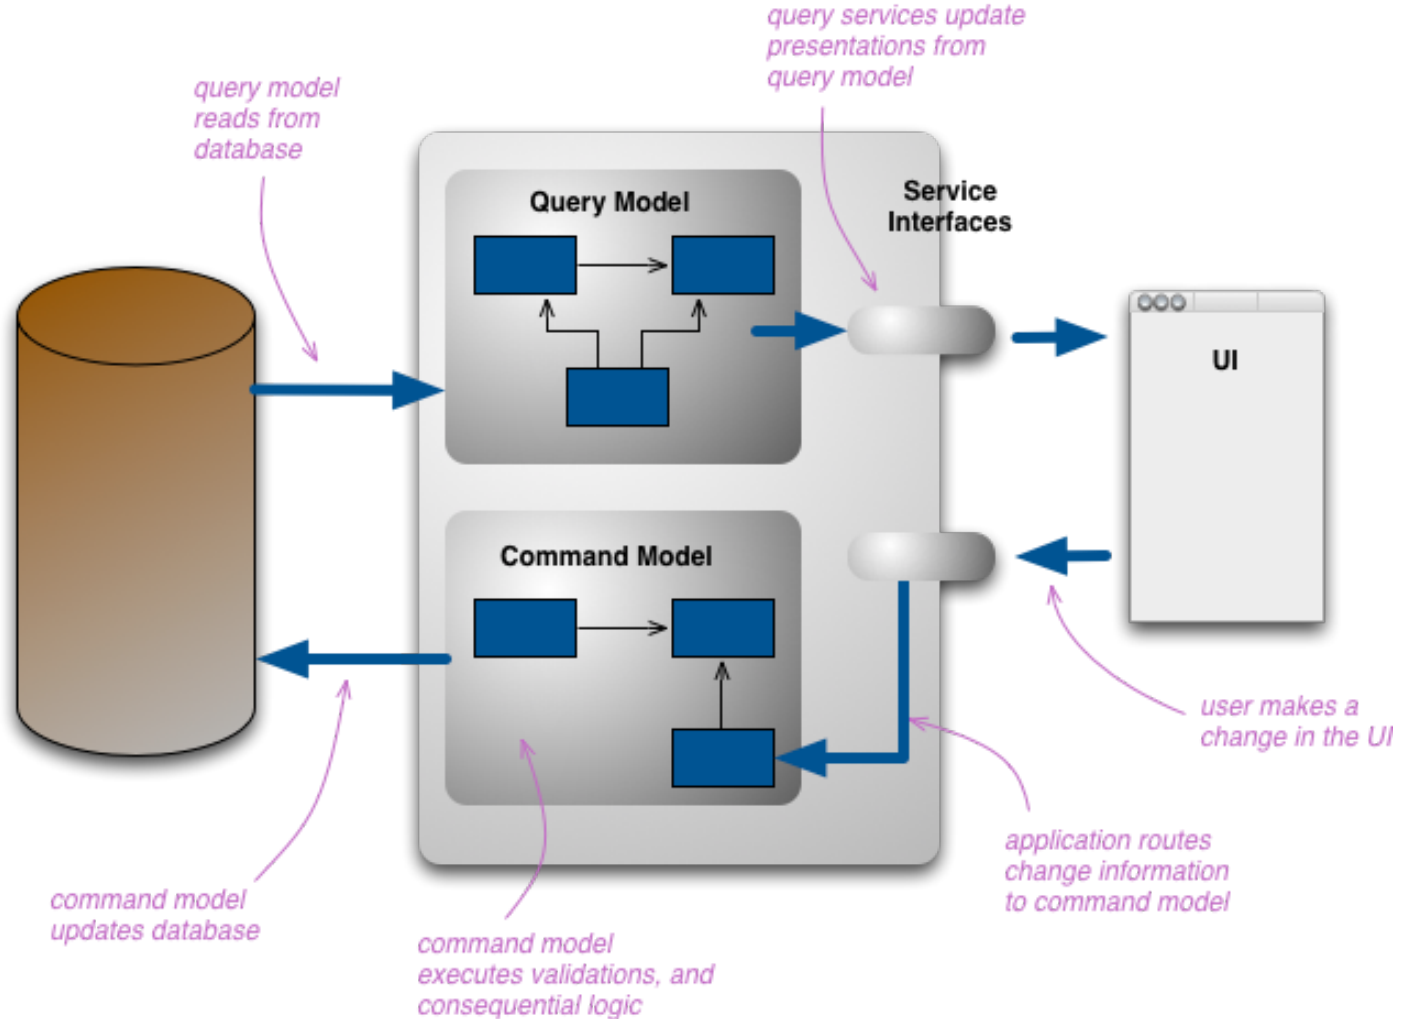 query services update
presentations from
query model
query model
reads from
database
Query Model
Service
Interfaces
UI
Command Model
user makes a
change in the UI
application routes
change information
to command model
command model
updates database
command model
executes validations, and
consequential logic